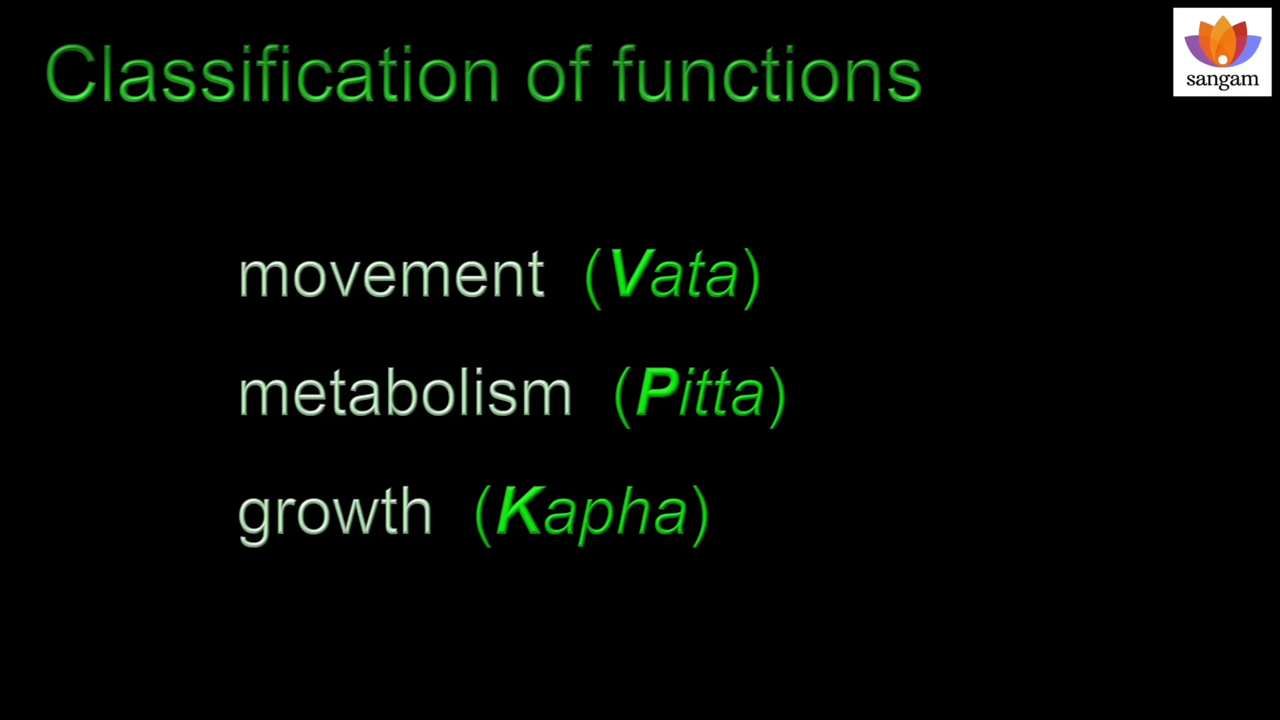 Classification of functions
sangam
movement (Vata)
metabolism (Pitta)
growth (Kapha)